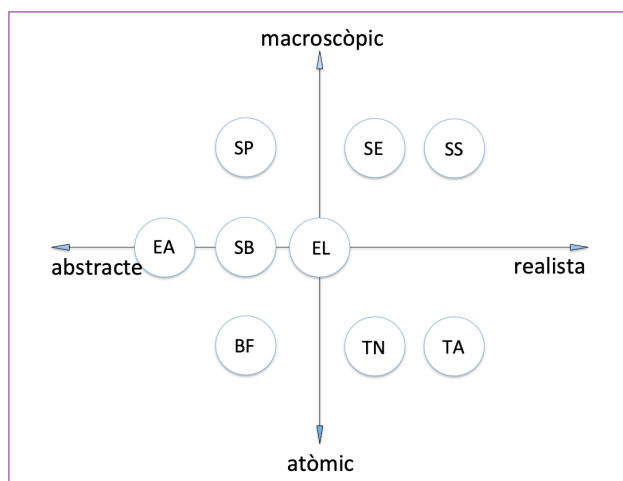 macroscòpic
SP SE SS
EA SB EL
abstracte realista
BF TN TA
atòmic